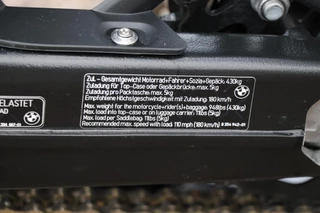 Zul.-Gesamtgewicht Motorrad+Fahrer+Sozia+Gepäck: 430kg
Zuladung für Top-Case oder Gepäckbrücke: max. 5kg
Zuladung pro Packtasche: max. 5kg
Empfohlene Höchstgeschwindigkeit mit Zuladung: 180 km/h
Max. weight for the motorcycle+rider(s)+baggage: 948lbs (430kg)
Max. load into top-case or on luggage carrier: 11lbs (5kg)
Max. load per Saddlebag: 11lbs (5kg)
Recommended max. speed with load: 110 mph (180 km/h)
ELASTET
AD